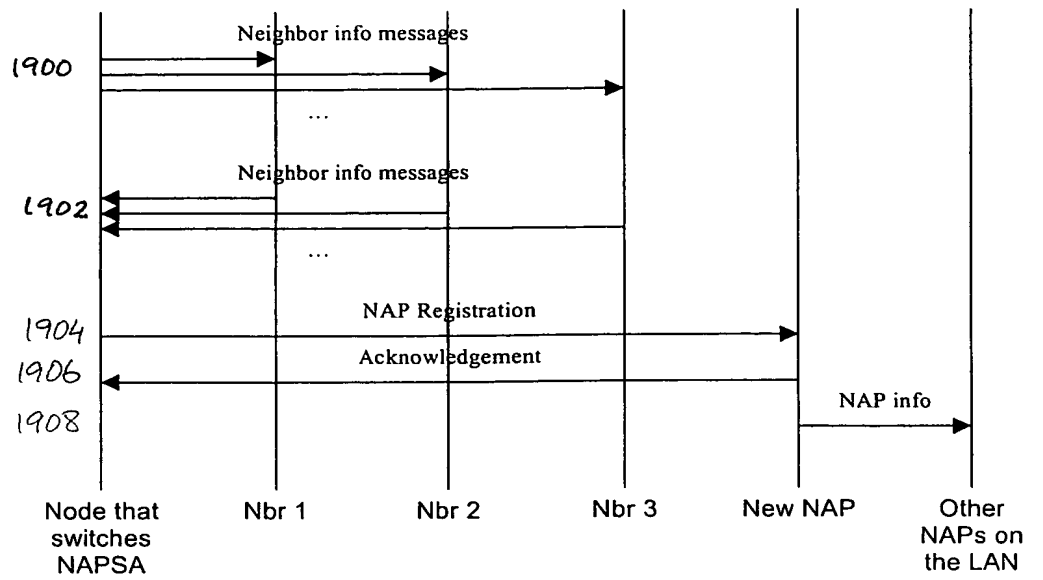 Neighbor info messages
1900
...
Neighbor info messages
1902
...
NAP Registration
1904
Acknowledgement
1906
NAP info
1908
Node that
switches
NAPSA
Nbr 1
Nbr 2
Nbr 3
New NAP
Other
NAPs on
the LAN